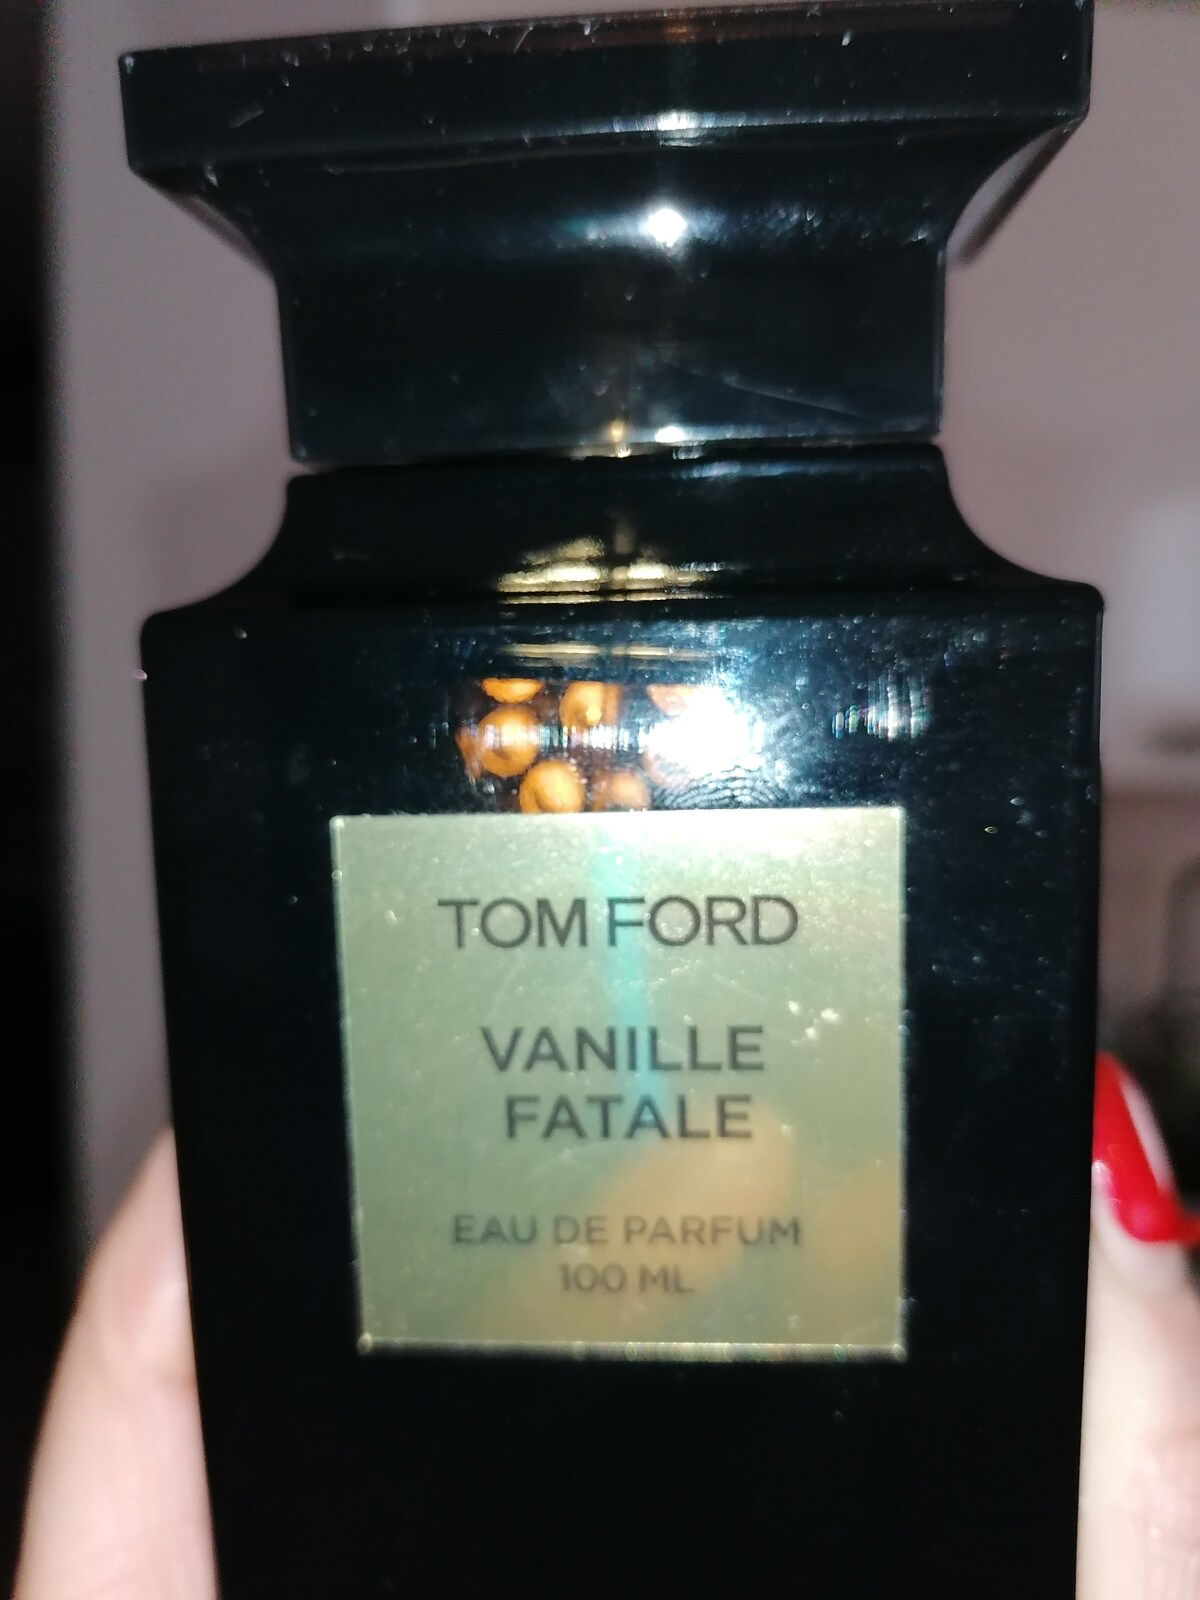 TOM FORD
VANILLE
FATALE
EAU DE PARFUM
100 ML